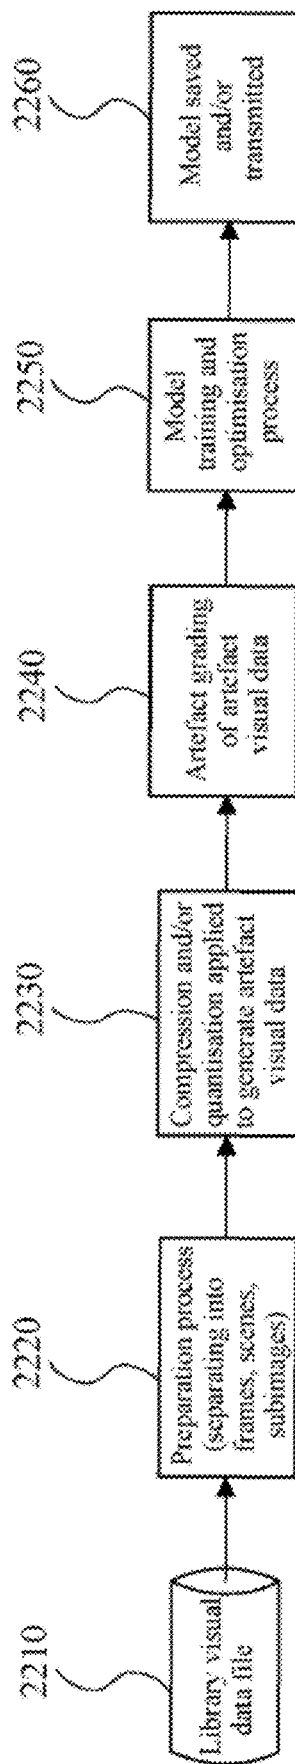 2210
Library visual
data file
2220
Preparation process
(separating into
frames, scenes,
subimages)
2230
Compression and/or
quantisation applied
to generate artefact
visual data
2240
Artefact grading
of artefact
visual data
2250
Model
training and
optimisation
process
2260
Model saved
and/or
transmitted